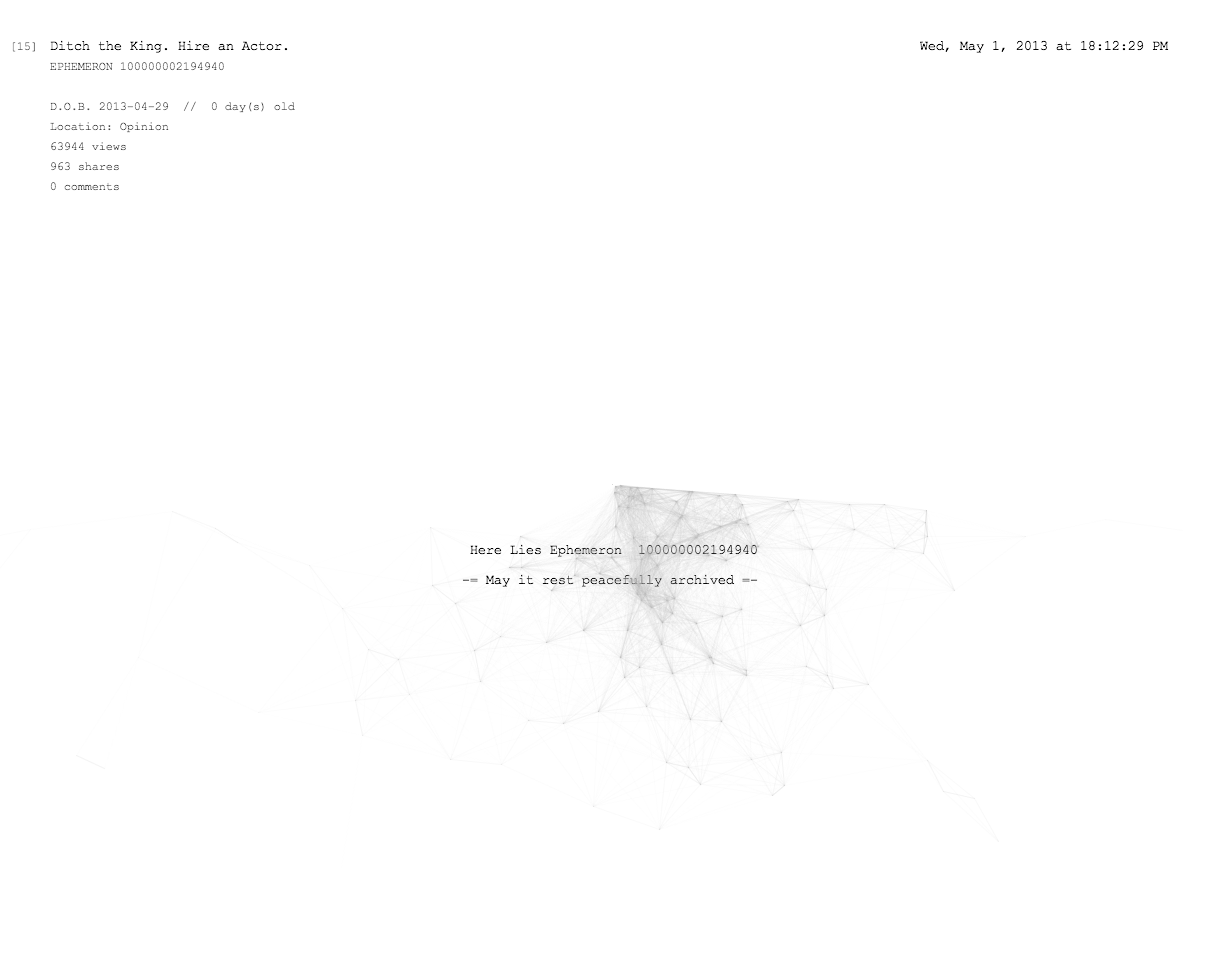 [15] Ditch the King. Hire an Actor.
Wed, May 1, 2013 at 18:12:29 PM
EPHEMERON 100000002194940
D.O.B. 2013-04-29 // 0 day(s) old
Location: Opinion
63944 views
963 shares
0 comments
Here Lies Ephemeron 100000002194940
-= May it rest peacefully archived =-